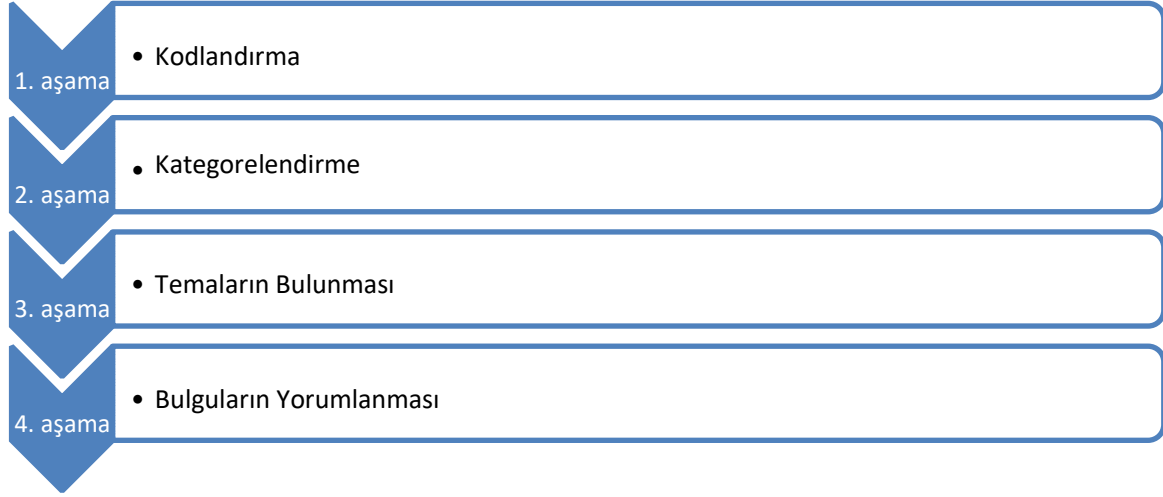 1. aşama
• Kodlandırma
2. aşama
• Kategorelendirme
3. aşama
• Temaların Bulunması
4. aşama
• Bulguların Yorumlanması